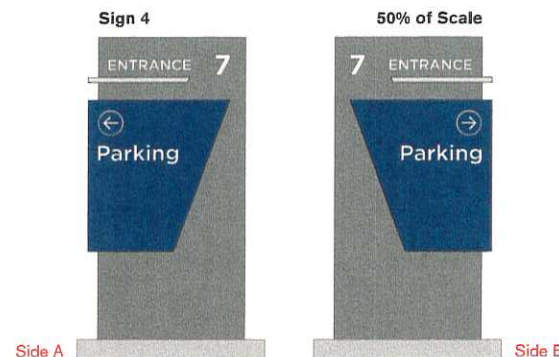 Sign 4
50% of Scale
ENTRANCE 7
Parking
7 ENTRANCE
Parking
Side A
Side B